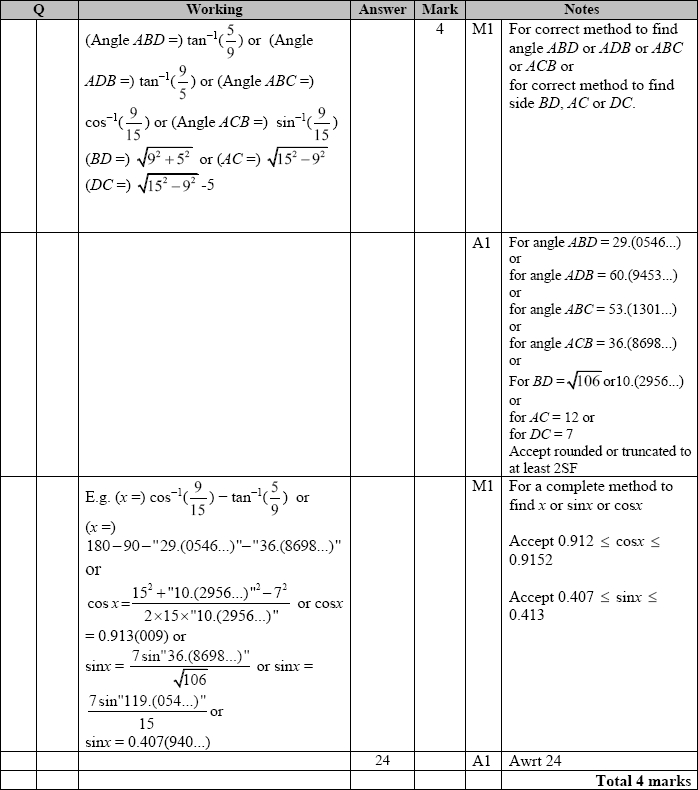 Q Working Answer Mark Notes
(Angle ABD =) tan⁻¹(5/9) or (Angle
ADB =) tan⁻¹(9/5) or (Angle ABC =)
cos⁻¹(9/15) or (Angle ACB =) sin⁻¹(9/15)
(BD =) √(9² + 5²) or (AC =) √(15² – 9²)
(DC =) √(15² – 9²) -5
4
M1
For correct method to find
angle ABD or ADB or ABC
or ACB or
for correct method to find
side BD, AC or DC.
A1
For angle ABD = 29.(0546...)
or
for angle ADB = 60.(9453...)
or
for angle ABC = 53.(1301...)
or
for angle ACB = 36.(8698...)
or
For BD = √106 or10.(2956...)
or
for AC = 12 or
for DC = 7
Accept rounded or truncated to
at least 2SF
E.g. (x =) cos⁻¹(9/15) – tan⁻¹(5/9) or
(x =)
180–90–"29.(0546...)"–"36.(8698...)"
or
cos x = (15² + "10.(2956...)"² – 7²)/(2×15×"10.(2956...)") or cosx
= 0.913(009) or
sinx = 7 sin"36.(8698...)"/√106 or sinx =
7 sin"119.(054...)"/15 or
sinx = 0.407(940...)
M1
For a complete method to
find x or sinx or cosx
Accept 0.912 ≤ cosx ≤
0.9152
Accept 0.407 ≤ sinx ≤
0.413
24 A1 Awrt 24
Total 4 marks